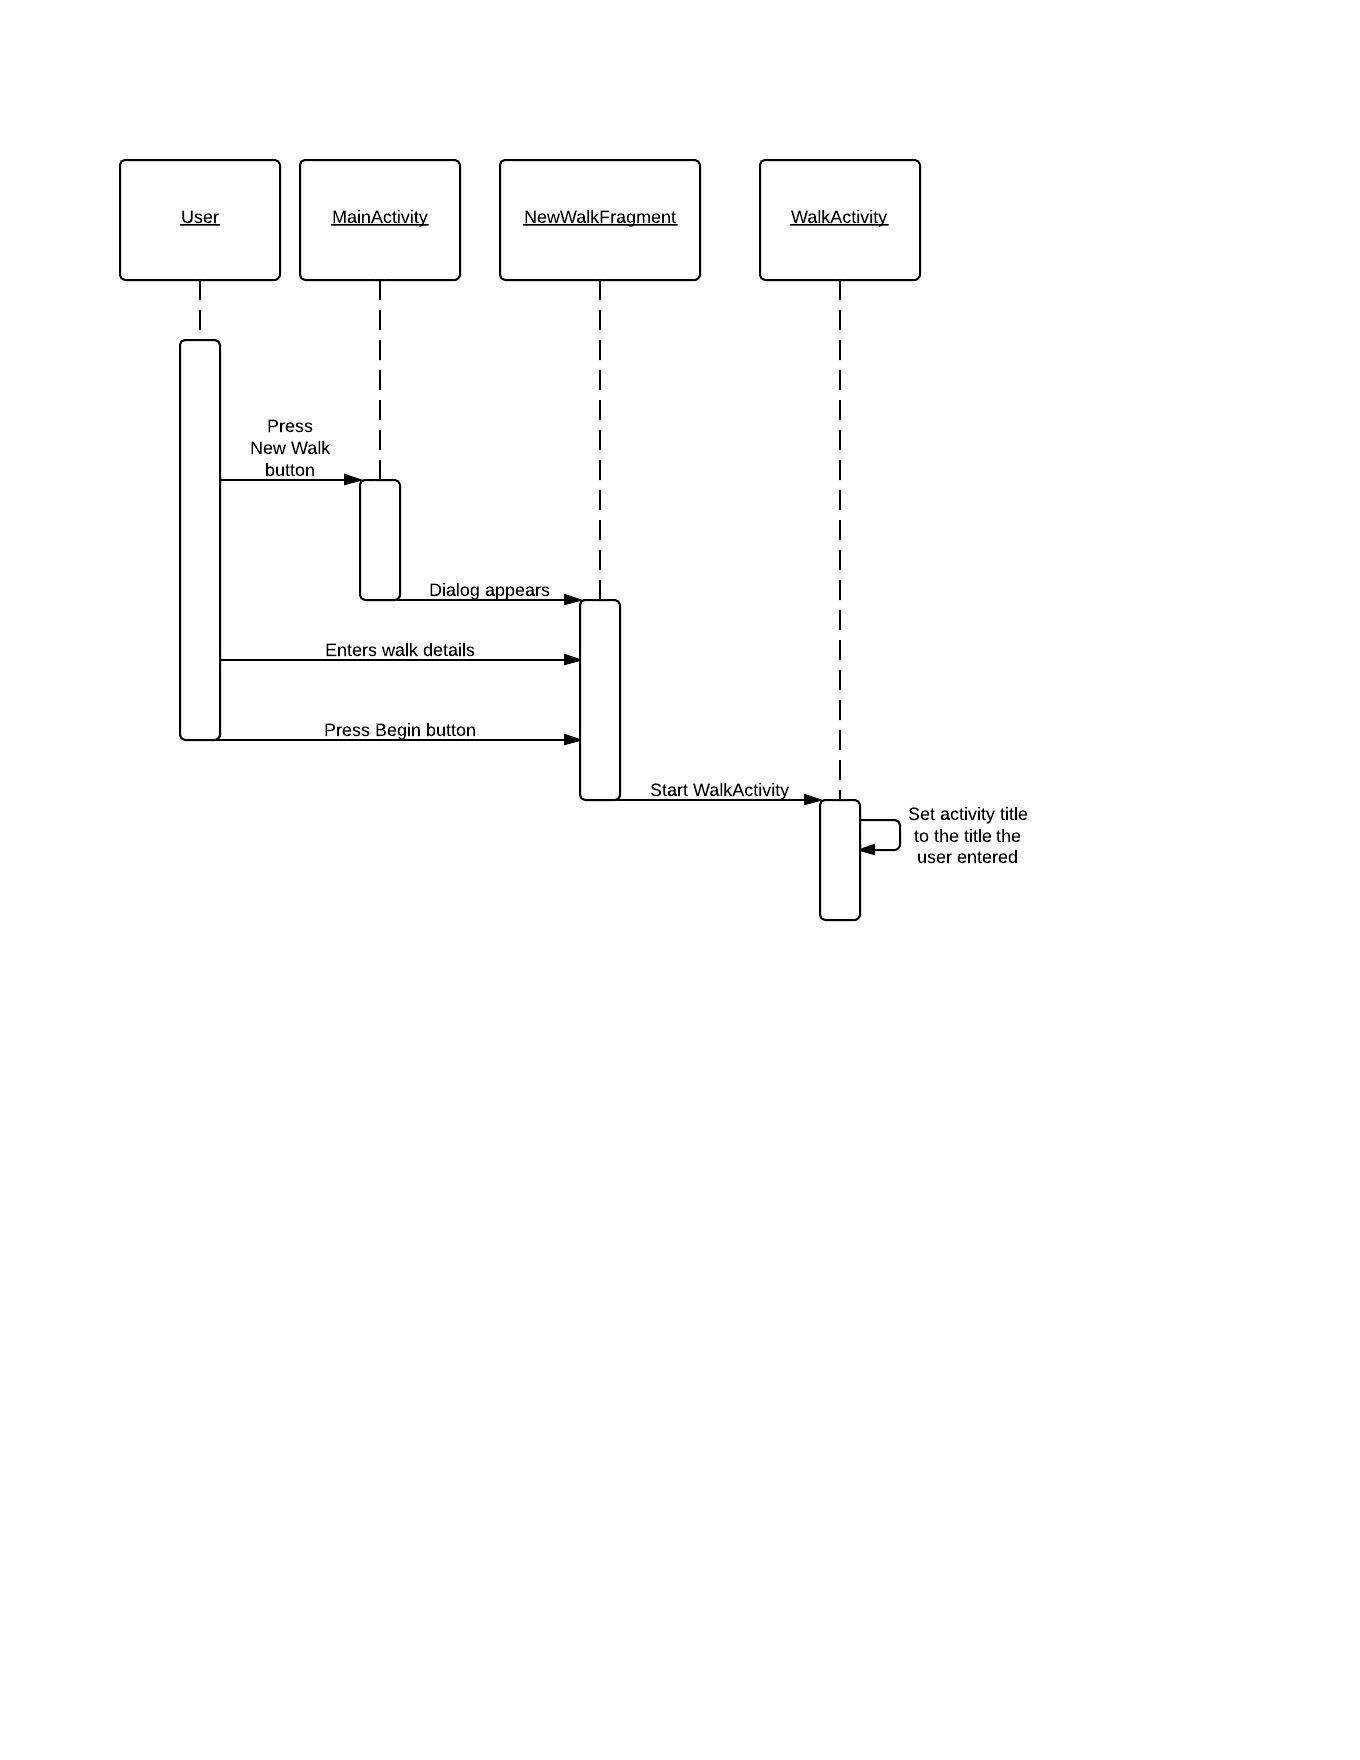 User
MainActivity
NewWalkFragment
WalkActivity
Press
New Walk
button
Dialog appears
Enters walk details
Press Begin button
Start WalkActivity
Set activity title
to the title the
user entered